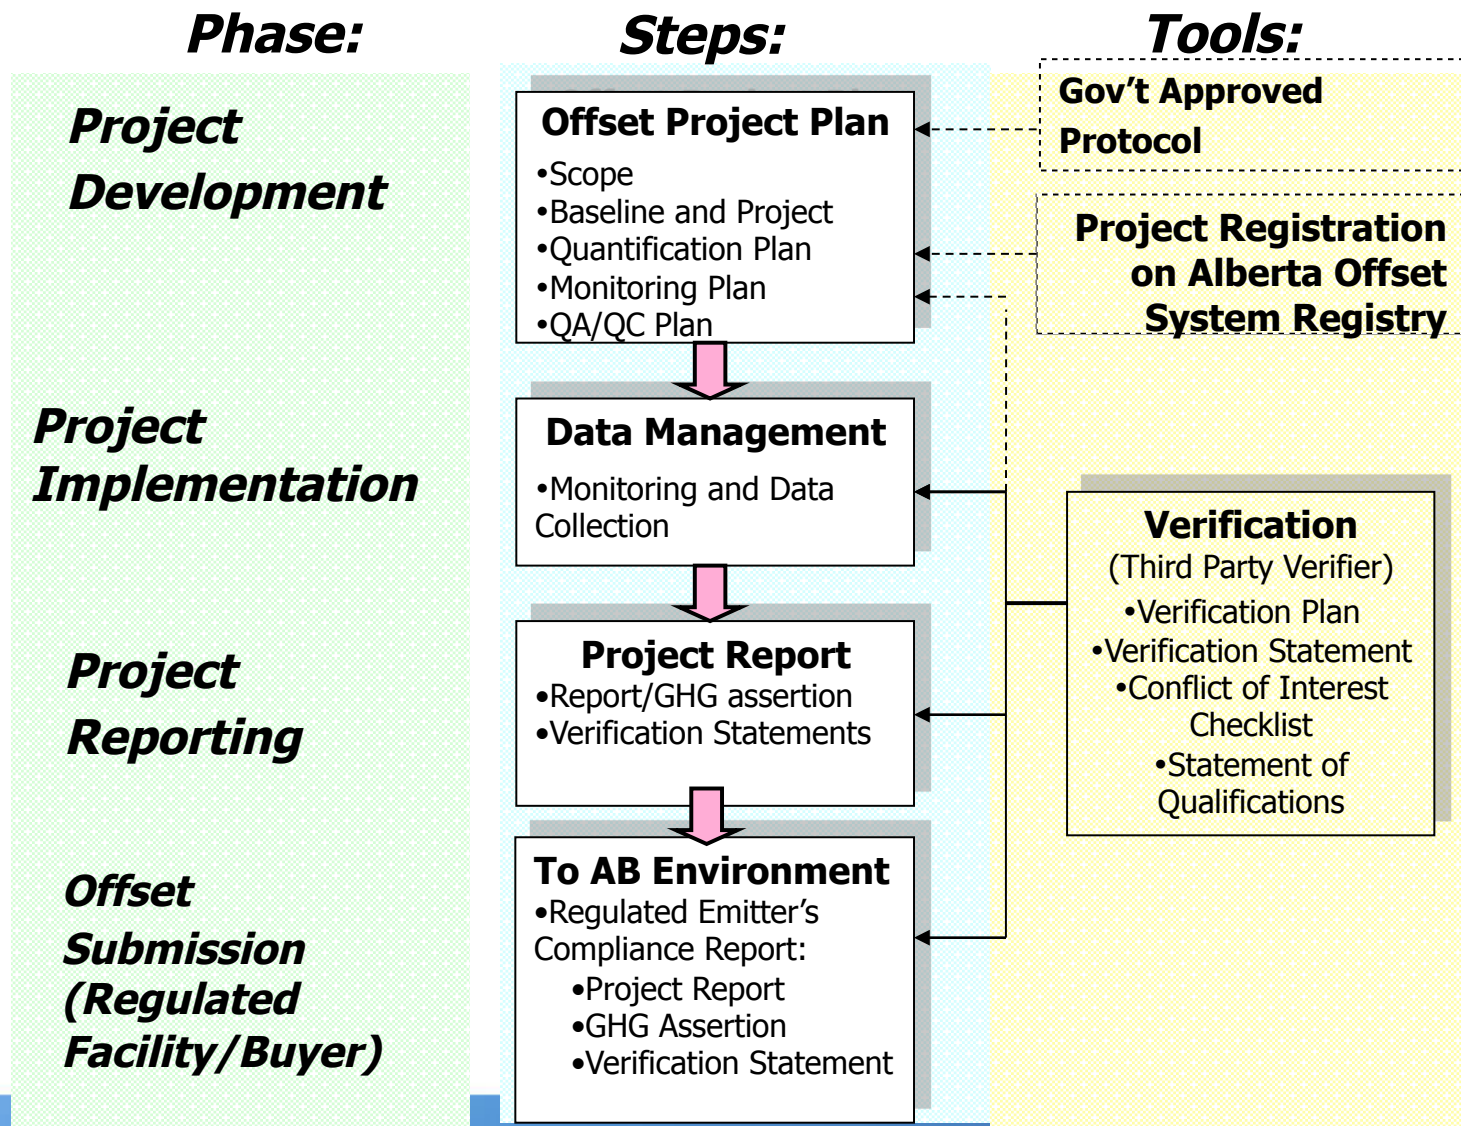 Phase:
Steps:
Tools:
Project
Development
Offset Project Plan
•Scope
•Baseline and Project
•Quantification Plan
•Monitoring Plan
•QA/QC Plan
Gov't Approved
Protocol
Project Registration
on Alberta Offset
System Registry
Project
Implementation
Data Management
•Monitoring and Data
Collection
Verification
(Third Party Verifier)
•Verification Plan
•Verification Statement
•Conflict of Interest
Checklist
•Statement of
Qualifications
Project
Reporting
Project Report
•Report/GHG assertion
•Verification Statements
Offset
Submission
(Regulated
Facility/Buyer)
To AB Environment
•Regulated Emitter’s
Compliance Report:
•Project Report
•GHG Assertion
•Verification Statement